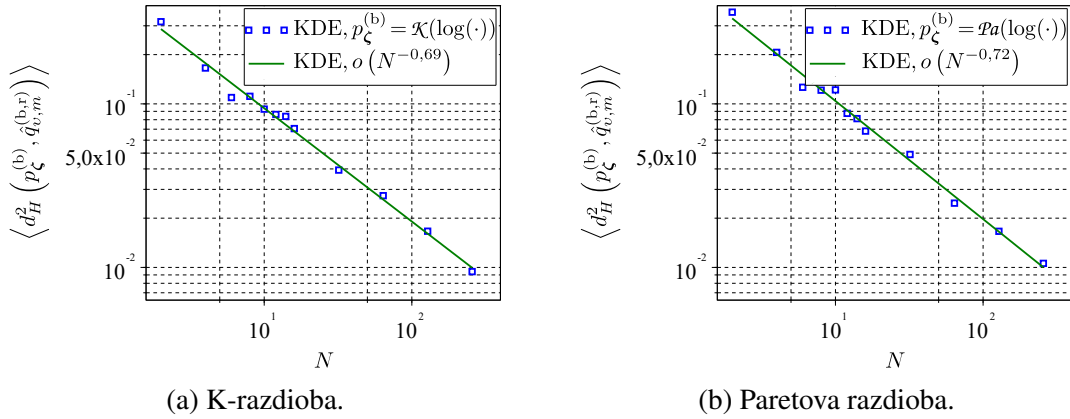 KDE, p_ζ^(b) = 𝒦(log(·))
KDE, o (N^−0,69)
10^-1
5,0x10^-2
10^-2
⟨d_H^2 (p_ζ^(b), q̂_υ,m^(b,r))⟩
10^1
10^2
N
(a) K-razdioba.
KDE, p_ζ^(b) = 𝒫𝒶(log(·))
KDE, o (N^−0,72)
10^-1
5,0x10^-2
10^-2
⟨d_H^2 (p_ζ^(b), q̂_υ,m^(b,r))⟩
10^1
10^2
N
(b) Paretova razdioba.